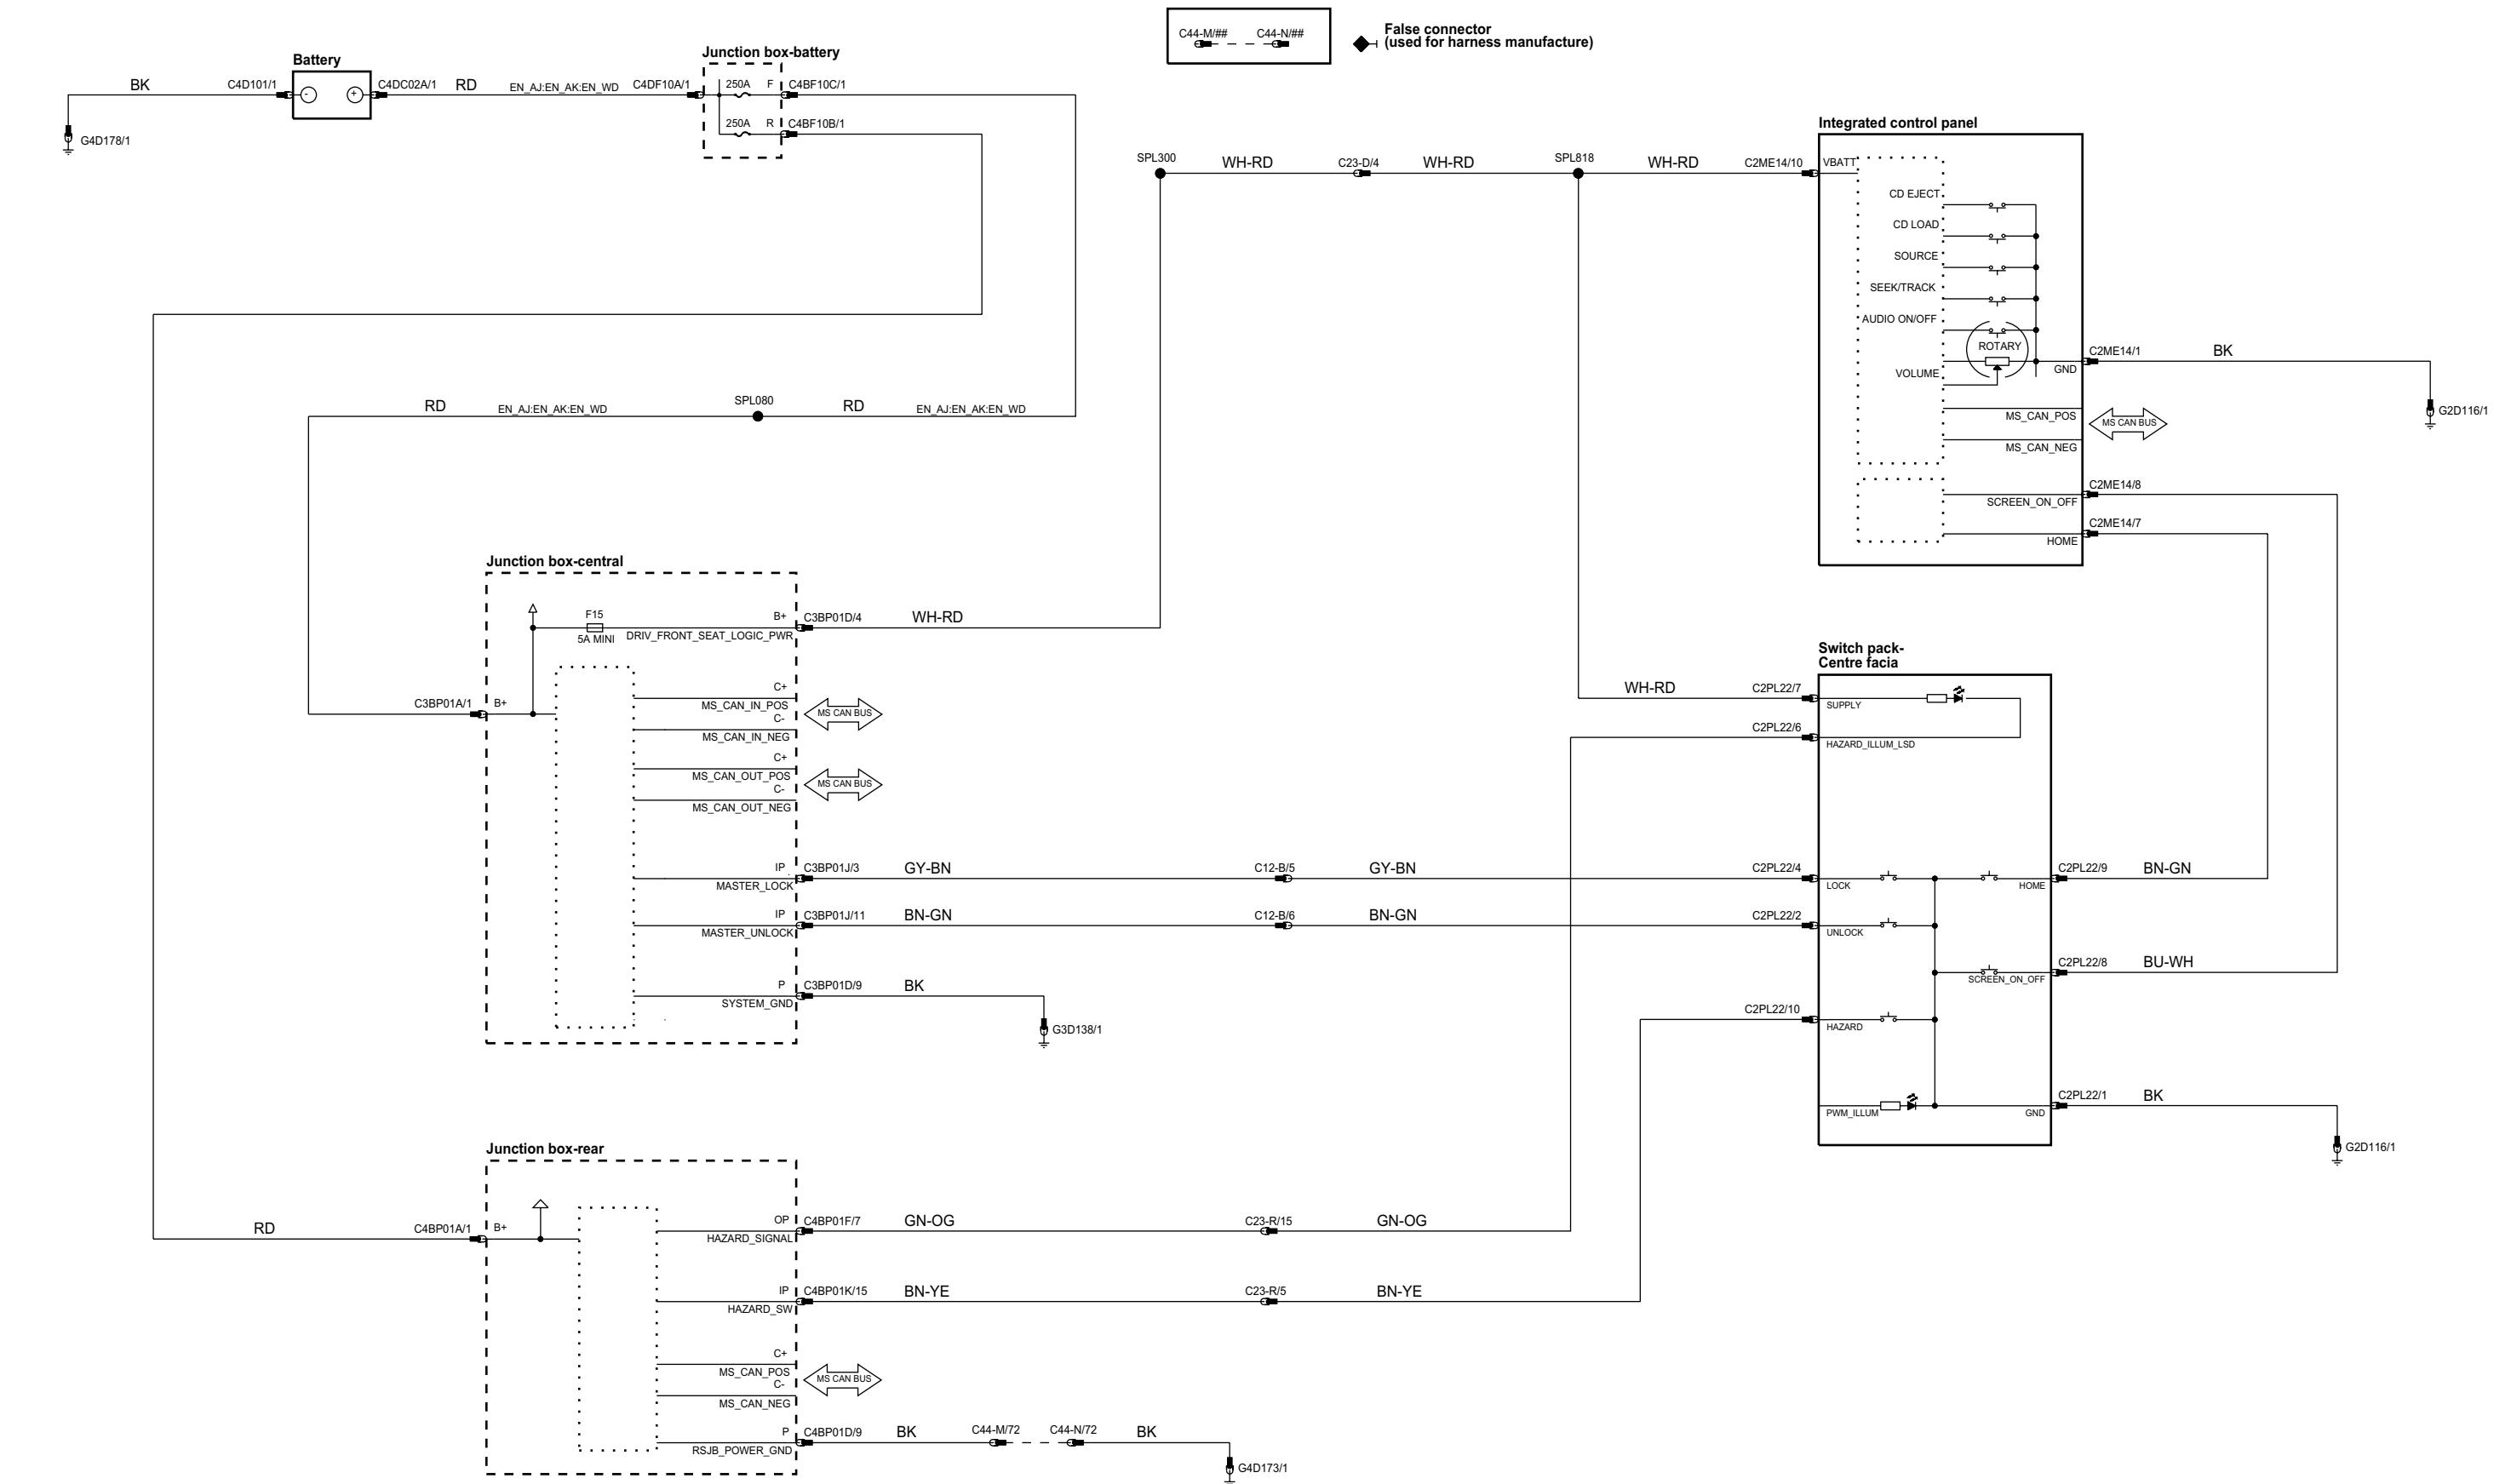 C44-M/##
C44-N/##
False connector
(used for harness manufacture)
Battery
BK
C4D101/1
-
+
C4DC02A/1
RD
EN_AJ:EN_AK:EN_WD
C4DF10A/1
G4D178/1
Junction box-battery
250A
F
C4BF10C/1
250A
R
C4BF10B/1
RD
EN_AJ:EN_AK:EN_WD
SPL080
RD
EN_AJ:EN_AK:EN_WD
SPL300
WH-RD
C23-D/4
WH-RD
SPL818
WH-RD
C2ME14/10
Integrated control panel
VBATT
CD EJECT
CD LOAD
SOURCE
SEEK/TRACK
AUDIO ON/OFF
ROTARY
VOLUME
C2ME14/1
BK
GND
G2D116/1
MS_CAN_POS
MS CAN BUS
MS_CAN_NEG
C2ME14/8
SCREEN_ON_OFF
C2ME14/7
HOME
Junction box-central
F15
5A MINI
B+
DRIV_FRONT_SEAT_LOGIC_PWR
C3BP01D/4
WH-RD
C3BP01A/1
B+
C+
MS_CAN_IN_POS
C-
MS_CAN_IN_NEG
MS CAN BUS
C+
MS_CAN_OUT_POS
C-
MS_CAN_OUT_NEG
MS CAN BUS
IP
MASTER_LOCK
C3BP01J/3
GY-BN
C12-B/5
GY-BN
C2PL22/4
IP
MASTER_UNLOCK
C3BP01J/11
BN-GN
C12-B/6
BN-GN
C2PL22/2
P
SYSTEM_GND
C3BP01D/9
BK
G3D138/1
Switch pack-
Centre facia
WH-RD
C2PL22/7
SUPPLY
C2PL22/6
HAZARD_ILLUM_LSD
LOCK
HOME
C2PL22/9
BN-GN
UNLOCK
C2PL22/8
BU-WH
SCREEN_ON_OFF
C2PL22/10
HAZARD
PWM_ILLUM
GND
C2PL22/1
BK
G2D116/1
Junction box-rear
RD
C4BP01A/1
B+
OP
HAZARD_SIGNAL
C4BP01F/7
GN-OG
C23-R/15
GN-OG
IP
HAZARD_SW
C4BP01K/15
BN-YE
C23-R/5
BN-YE
C+
MS_CAN_POS
C-
MS_CAN_NEG
MS CAN BUS
P
RSJB_POWER_GND
C4BP01D/9
BK
C44-M/72
C44-N/72
BK
G4D173/1